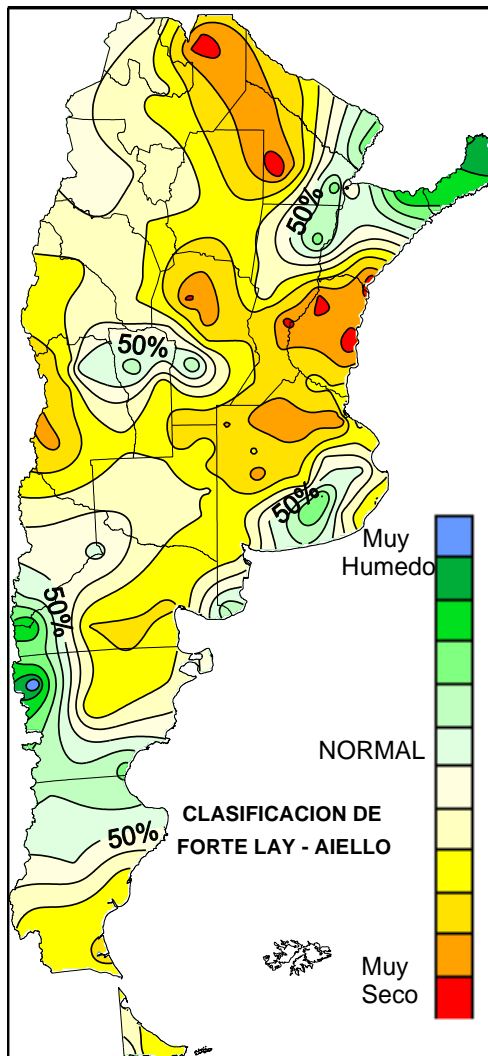 50%
50%
50%
Muy
Humedo
50%
NORMAL
CLASIFICACION DE
FORTE LAY - AIELLO
50%
Muy
Seco